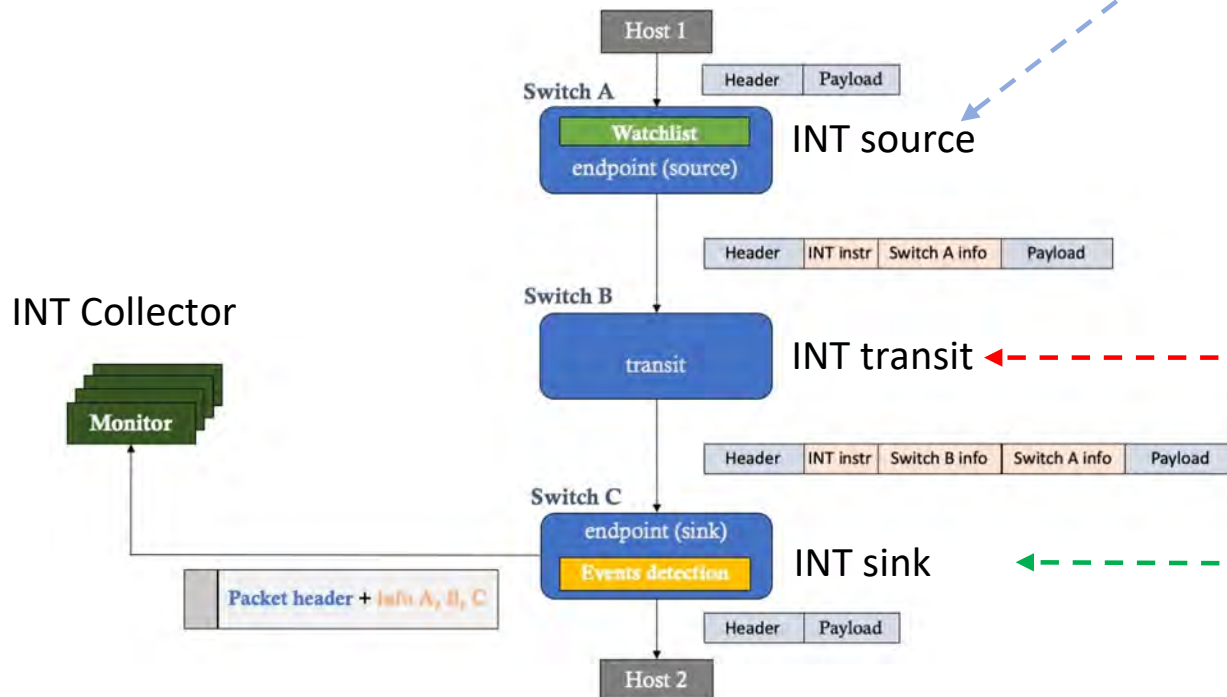 Host 1
Header Payload
Switch A
Watchlist
endpoint (source)
INT source
Header INT instr Switch A info Payload
Switch B
transit
INT transit
INT Collector
Monitor
Header INT instr Switch B info Switch A info Payload
Switch C
endpoint (sink)
Events detection
INT sink
Packet header + info A, B, C
Header Payload
Host 2